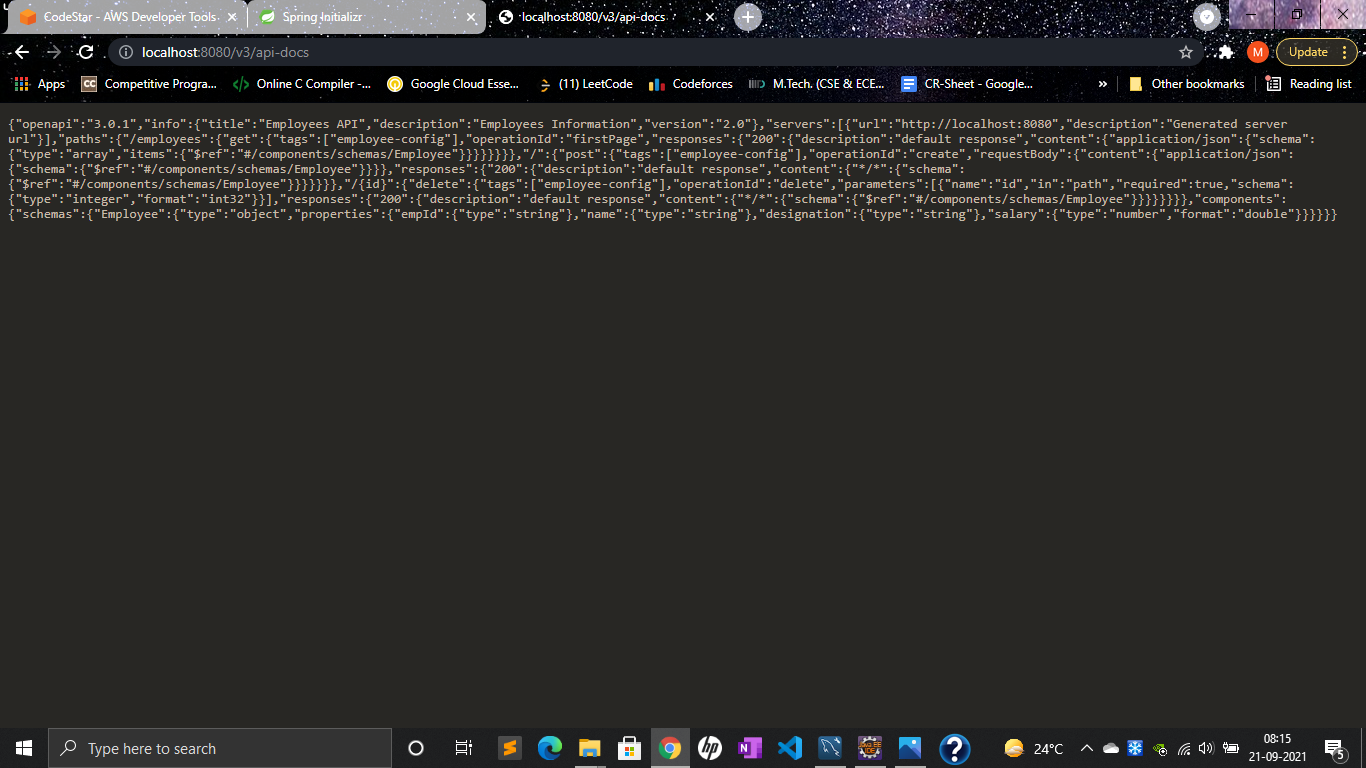 CodeStar - AWS Developer Tools
Spring Initializr
localhost:8080/v3/api-docs
localhost:8080/v3/api-docs
M
Update
Apps
CC
Competitive Progra...
Online C Compiler -...
Google Cloud Esse...
(11) LeetCode
Codeforces
M.Tech. (CSE & ECE...
CR-Sheet - Google...
»
Other bookmarks
Reading list
{"openapi":"3.0.1","info":{"title":"Employees API","description":"Employees Information","version":"2.0"},"servers":[{"url":"http://localhost:8080","description":"Generated server
url"}],"paths":{"/employees":{"get":{"tags":["employee-config"],"operationId":"firstPage","responses":{"200":{"description":"default response","content":{"application/json":{"schema":
{"type":"array","items":{"$ref":"#/components/schemas/Employee"}}}}}}}},"/":{"post":{"tags":["employee-config"],"operationId":"create","requestBody":{"content":{"application/json":
{"schema":{"$ref":"#/components/schemas/Employee"}}}},"responses":{"200":{"description":"default response","content":{"*/*":{"schema":
{"$ref":"#/components/schemas/Employee"}}}}}}},"/{id}":{"delete":{"tags":["employee-config"],"operationId":"delete","parameters":[{"name":"id","in":"path","required":true,"schema":
{"type":"integer","format":"int32"}}],"responses":{"200":{"description":"default response","content":{"*/*":{"schema":{"$ref":"#/components/schemas/Employee"}}}}}}}},"components":
{"schemas":{"Employee":{"type":"object","properties":{"empId":{"type":"string"},"name":{"type":"string"},"designation":{"type":"string"},"salary":{"type":"number","format":"double"}}}}}}
Type here to search
hp
N
24°C
08:15
21-09-2021
5